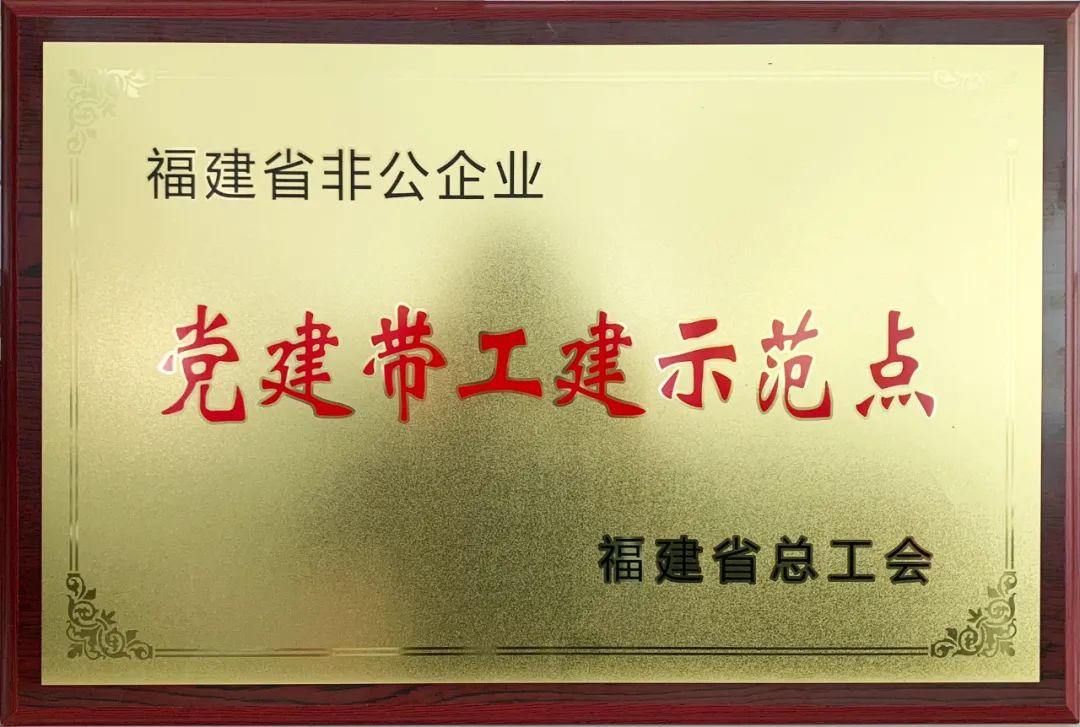 福建省非公企业
党建带工建示范点
福建省总工会